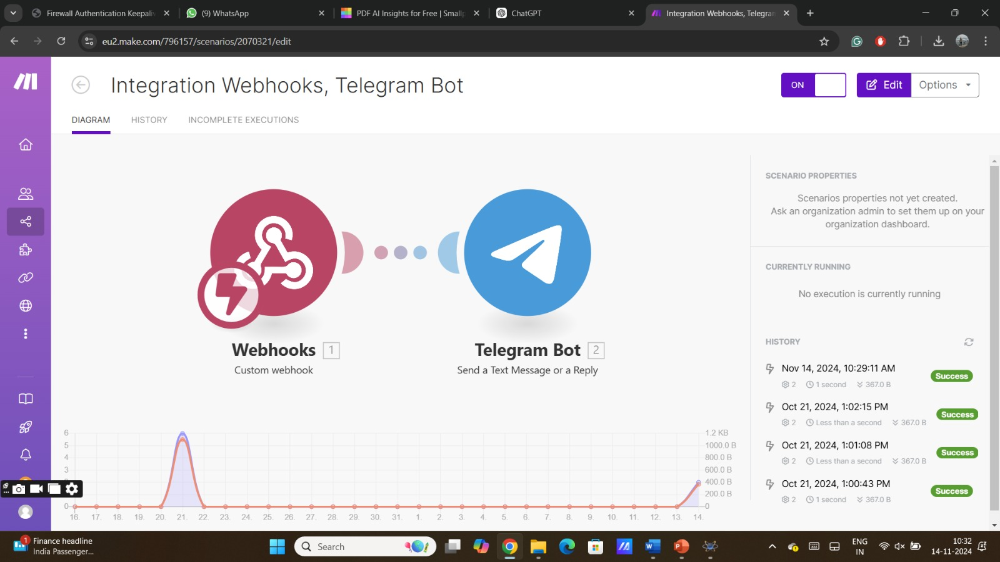 Firewall Authentication Keepaliv
(9) WhatsApp
PDF AI Insights for Free | Smallp
ChatGPT
Integration Webhooks, Telegram
eu2.make.com/796157/scenarios/2070321/edit
Integration Webhooks, Telegram Bot
ON
Edit
Options
DIAGRAM
HISTORY
INCOMPLETE EXECUTIONS
SCENARIO PROPERTIES
Scenarios properties not yet created.
Ask an organization admin to set them up on your
organization dashboard.
CURRENTLY RUNNING
No execution is currently running
Webhooks 1
Custom webhook
Telegram Bot 2
Send a Text Message or a Reply
HISTORY
Nov 14, 2024, 10:29:11 AM
2 1 second 367.0 B
Success
Oct 21, 2024, 1:02:15 PM
2 Less than a second 367.0 B
Success
Oct 21, 2024, 1:01:08 PM
2 Less than a second 367.0 B
Success
Oct 21, 2024, 1:00:43 PM
2 1 second 367.0 B
Success
6
5
4
3
0
1.2 KB
1000.0 B
800.0 B
600.0 B
400.0 B
200.0 B
0
16. 17. 18. 19. 20. 21. 22. 23. 24. 25. 26. 27. 28. 29. 30. 31. 1. 2. 3. 4. 5. 6. 7. 8. 9. 10. 11. 12. 13. 14.
1
Finance headline
India Passenger...
Search
W
P
ENG
IN
10:32
14-11-2024